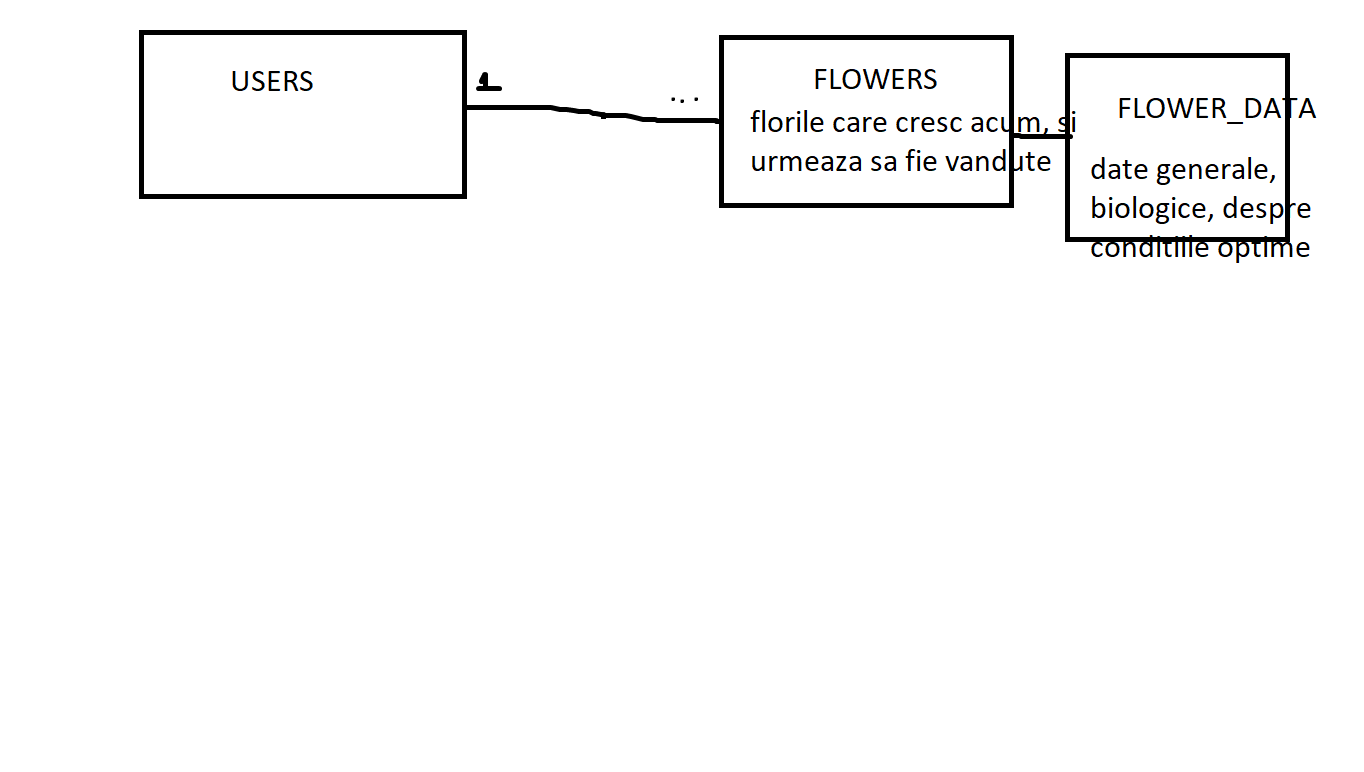 USERS
1
...
FLOWERS
florile care cresc acum, si
urmeaza sa fie vandute
FLOWER_DATA
date generale,
biologice, despre
conditiile optime